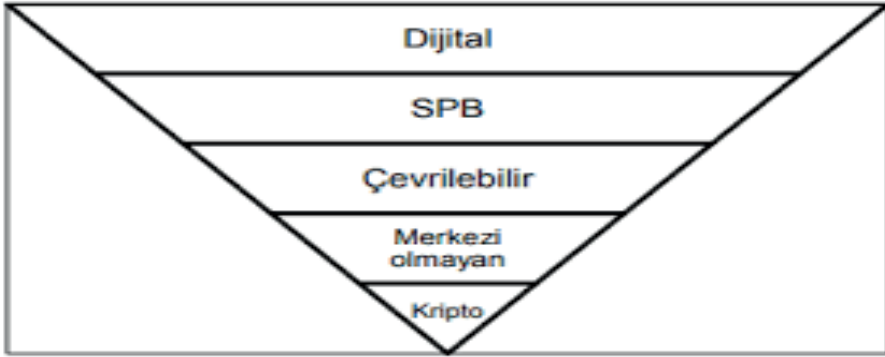 Dijital
SPB
Çevrilebilir
Merkezi
olmayan
Kripto